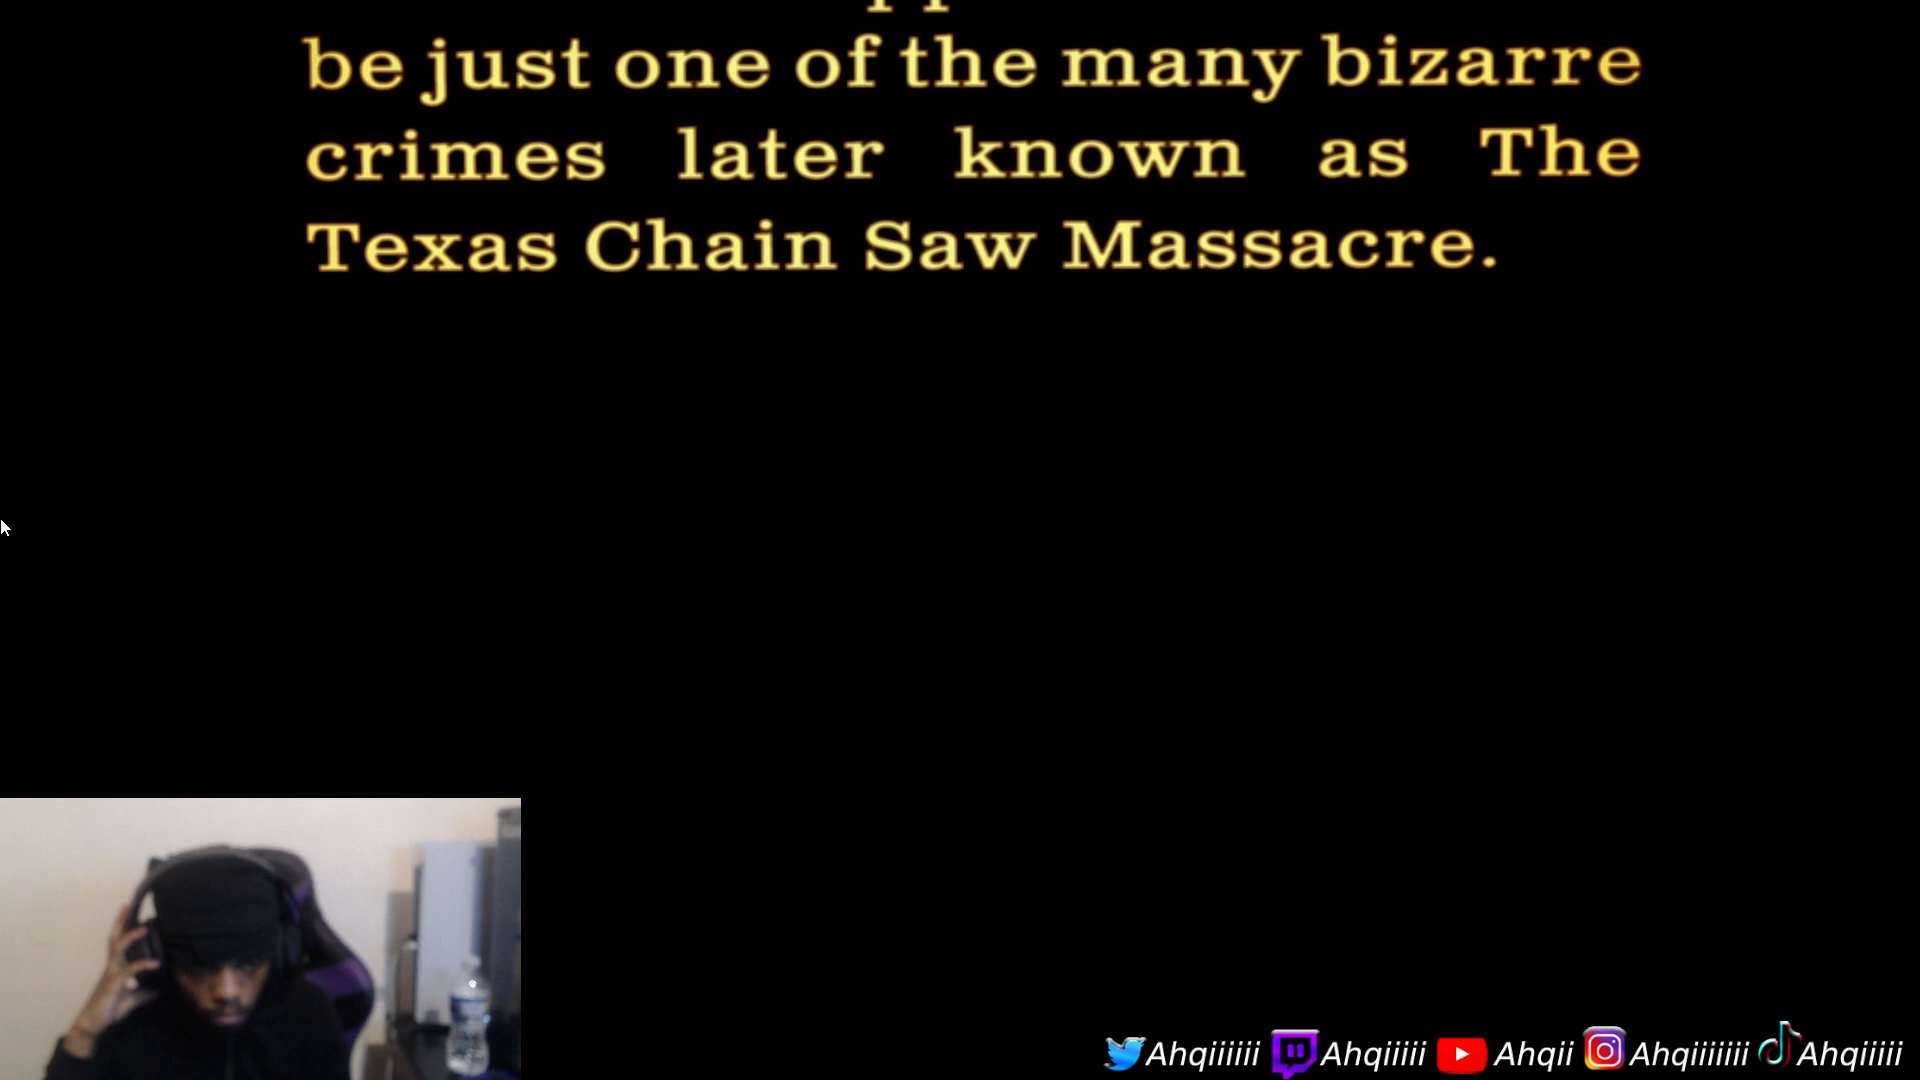 be just one of the many bizarre
crimes later known as The
Texas Chain Saw Massacre.
Ahqiiiiii Ahqiiiii Ahqii Ahqiiiiiii Ahqiiiii